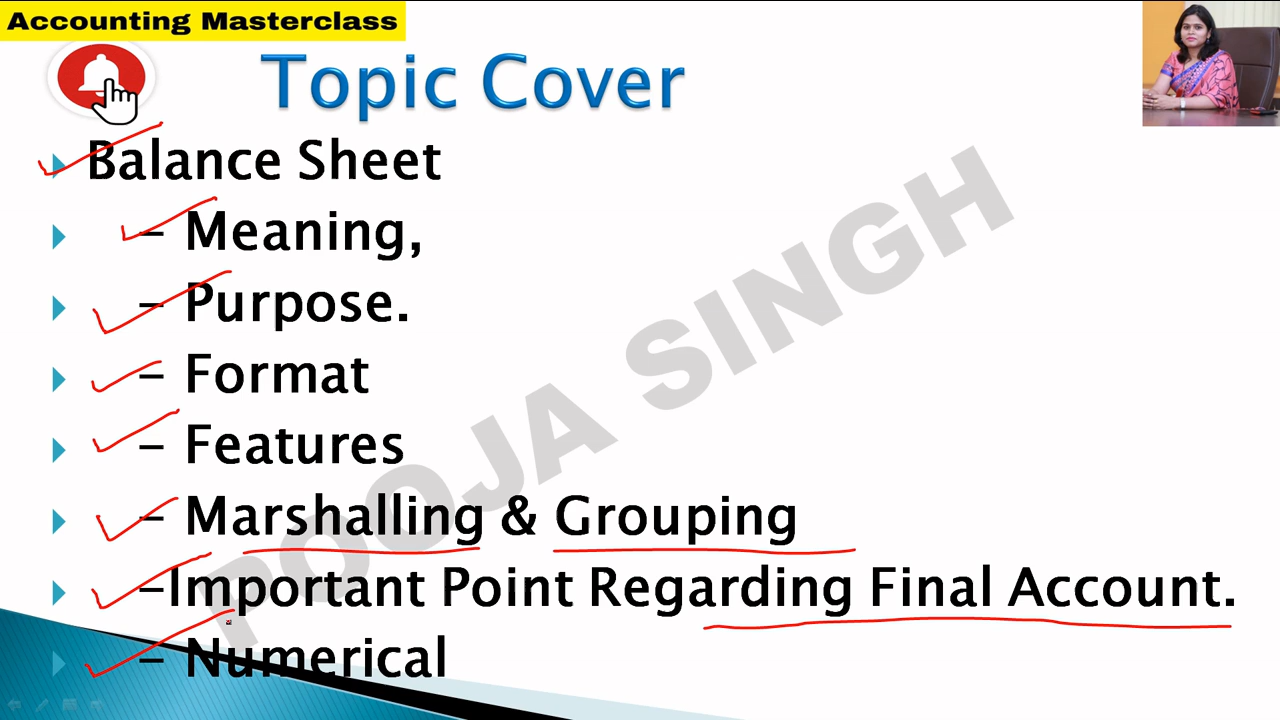 Accounting Masterclass
Topic Cover
Balance Sheet
- Meaning,
- Purpose.
- Format
- Features
- Marshalling & Grouping
-Important Point Regarding Final Account.
- Numerical
POOJA SINGH